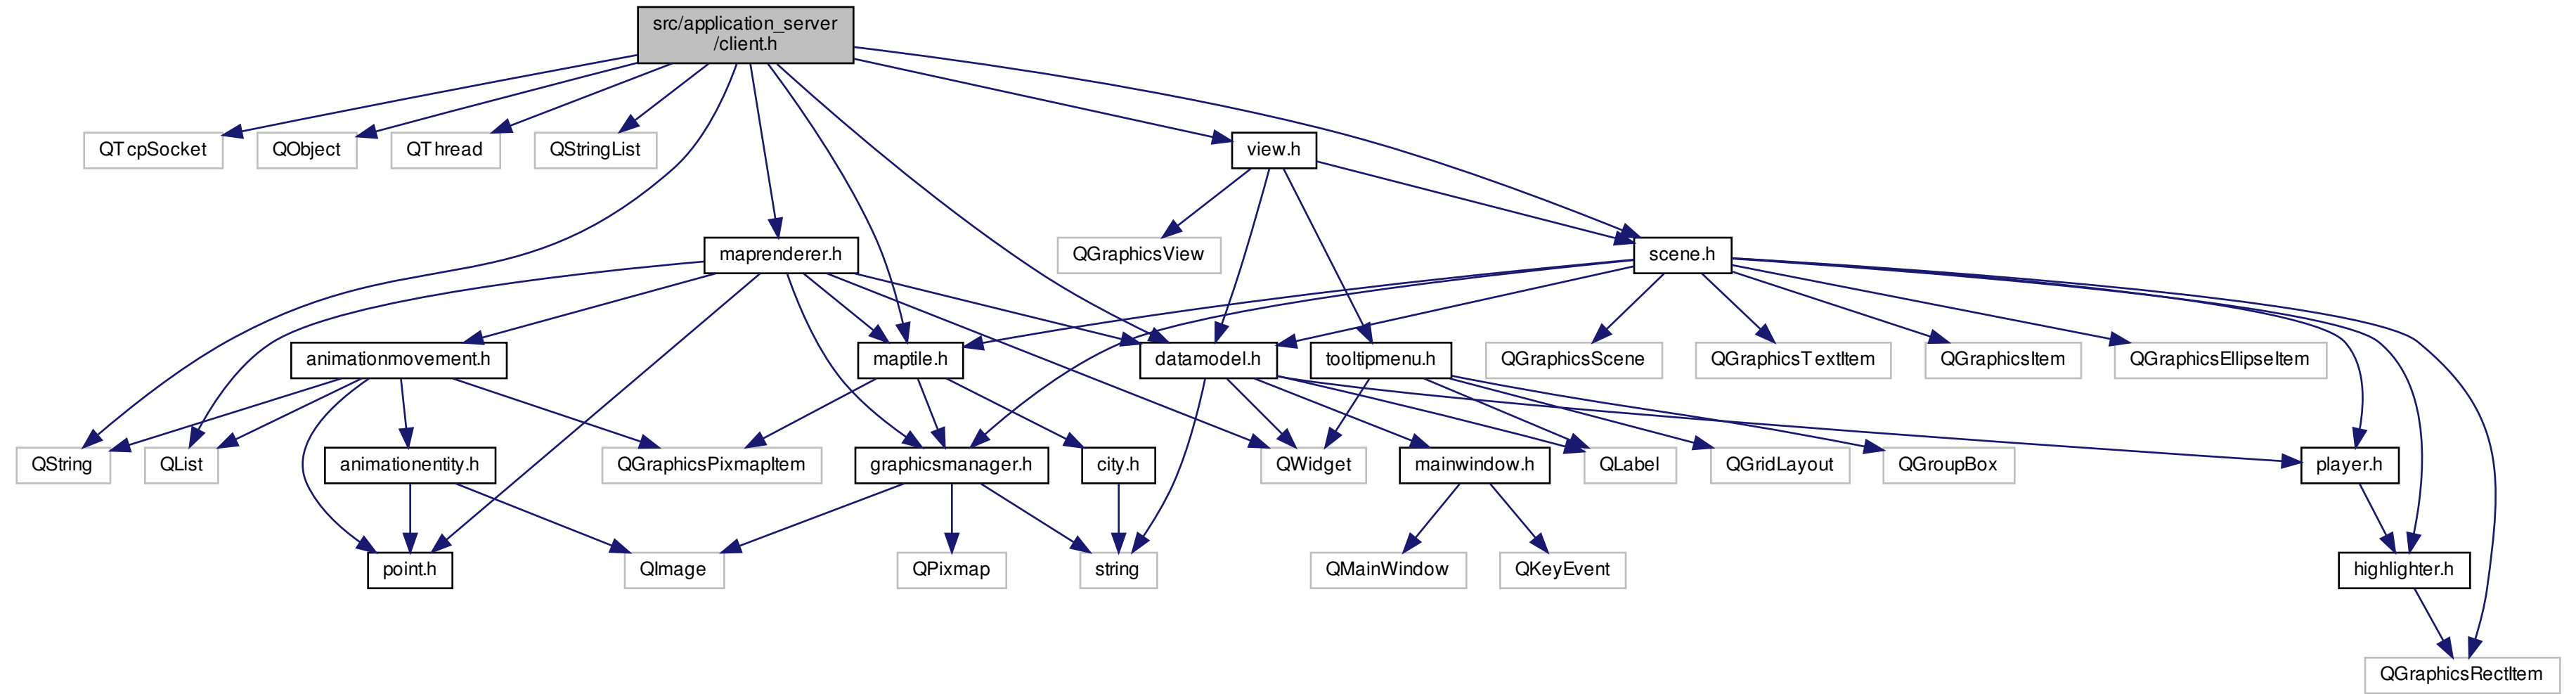 src/application_server
/client.h
QTcpSocket
QObject
QThread
QStringList
view.h
maprenderer.h
QGraphicsView
scene.h
animationmovement.h
maptile.h
datamodel.h
tooltipmenu.h
QGraphicsScene
QGraphicsTextItem
QGraphicsItem
QGraphicsEllipseItem
QString
QList
animationentity.h
QGraphicsPixmapItem
graphicsmanager.h
city.h
QWidget
mainwindow.h
QLabel
QGridLayout
QGroupBox
player.h
point.h
QImage
QPixmap
string
QMainWindow
QKeyEvent
highlighter.h
QGraphicsRectItem